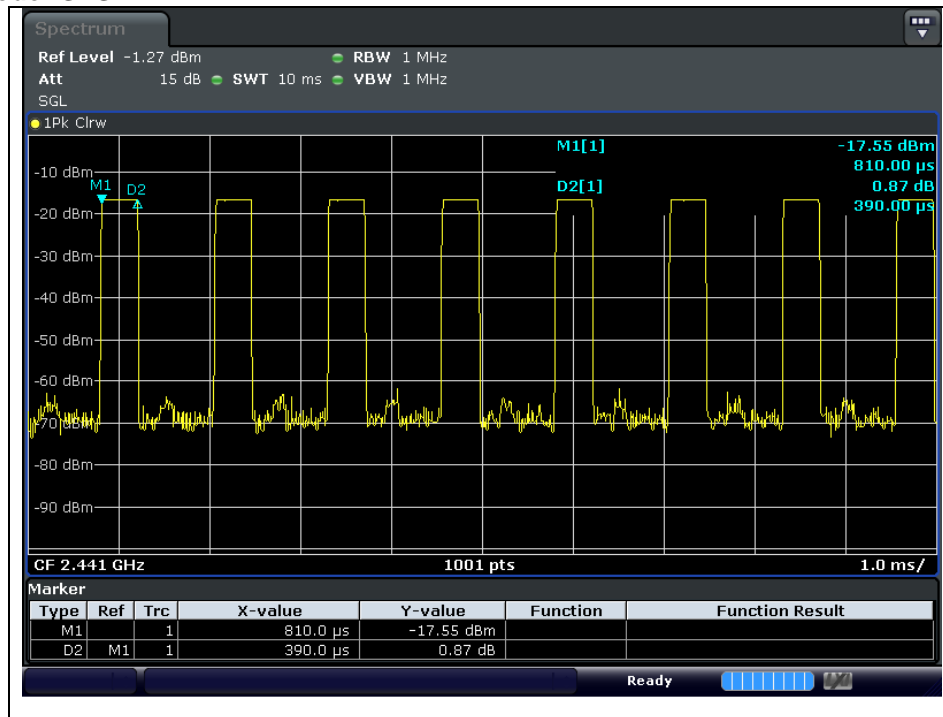 Spectrum
Ref Level -1.27 dBm RBW 1 MHz
Att 15 dB SWT 10 ms VBW 1 MHz
SGL
1Pk Clrw
M1[1] -17.55 dBm
810.00 µs
D2[1] 0.87 dB
390.00 µs
M1 D2
-10 dBm
-20 dBm
-30 dBm
-40 dBm
-50 dBm
-60 dBm
-70 dBm
-80 dBm
-90 dBm
CF 2.441 GHz 1001 pts 1.0 ms/
Marker
Type Ref Trc X-value Y-value Function Function Result
M1 1 810.0 µs -17.55 dBm
D2 M1 1 390.0 µs 0.87 dB
Ready